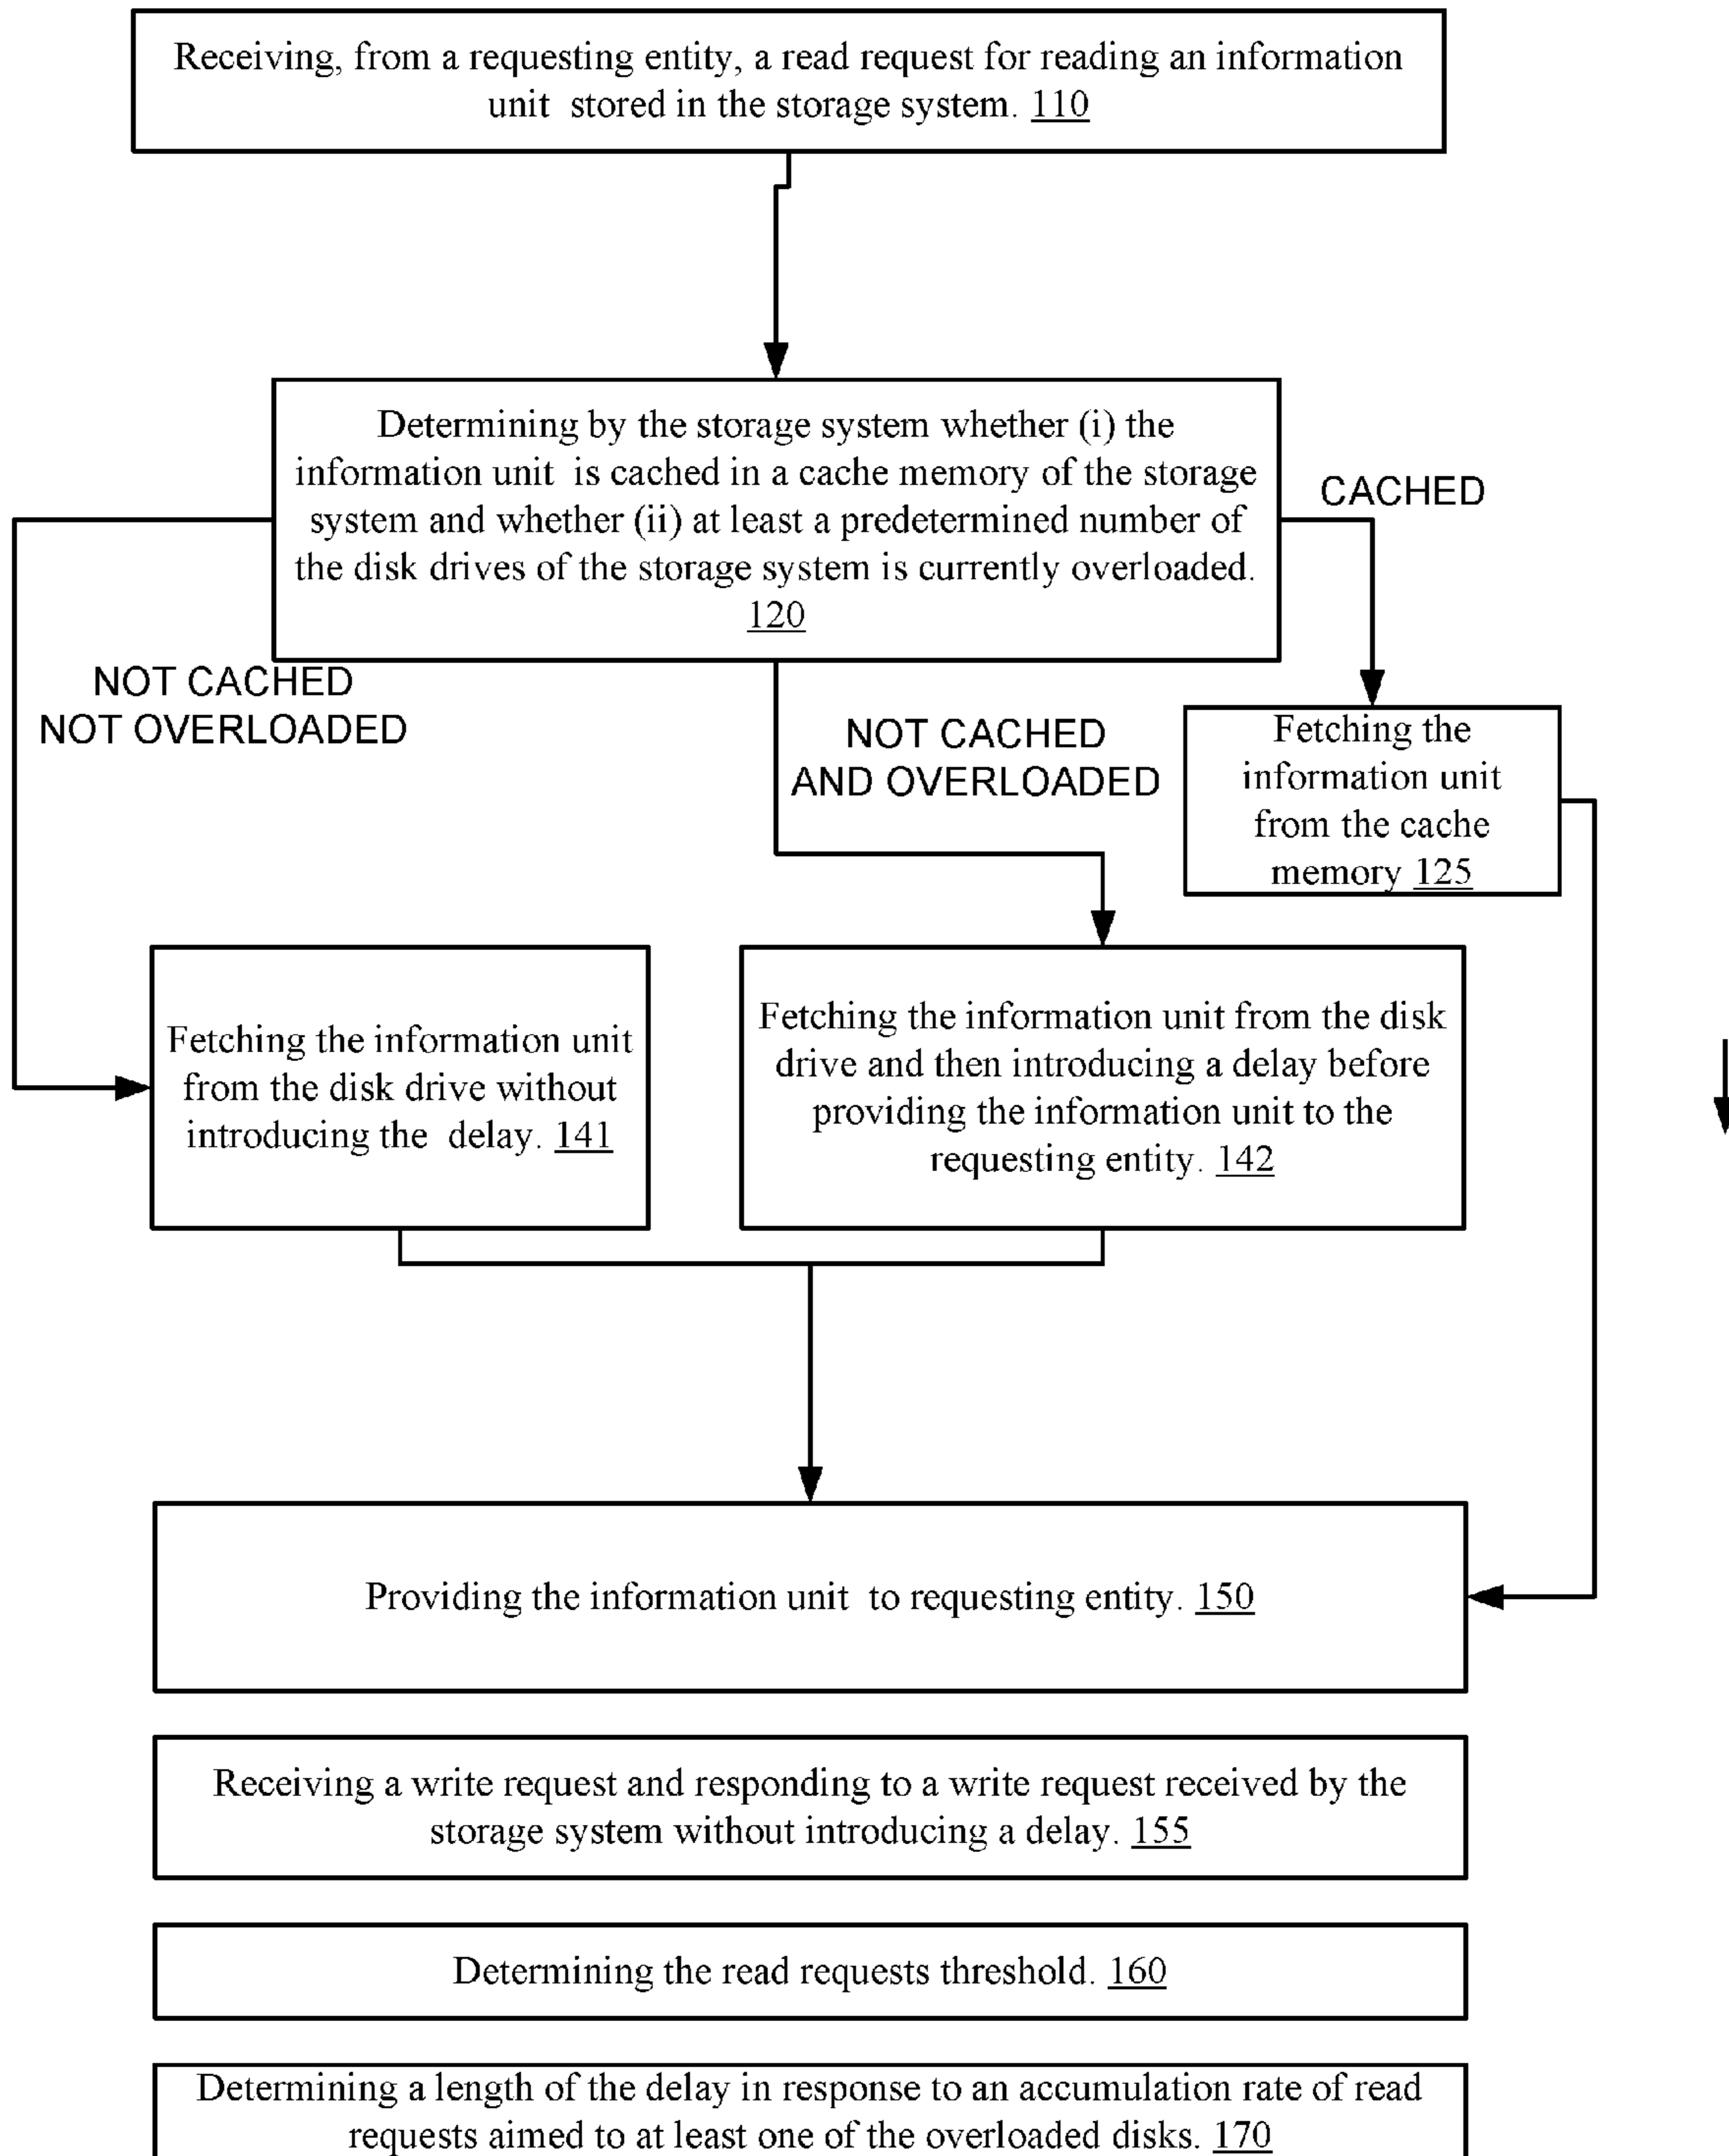 Receiving, from a requesting entity, a read request for reading an information
unit stored in the storage system. 110
Determining by the storage system whether (i) the
information unit is cached in a cache memory of the storage
system and whether (ii) at least a predetermined number of
the disk drives of the storage system is currently overloaded.
120
CACHED
NOT CACHED
NOT OVERLOADED
NOT CACHED
AND OVERLOADED
Fetching the
information unit
from the cache
memory 125
Fetching the information unit
from the disk drive without
introducing the delay. 141
Fetching the information unit from the disk
drive and then introducing a delay before
providing the information unit to the
requesting entity. 142
Providing the information unit to requesting entity. 150
Receiving a write request and responding to a write request received by the
storage system without introducing a delay. 155
Determining the read requests threshold. 160
Determining a length of the delay in response to an accumulation rate of read
requests aimed to at least one of the overloaded disks. 170